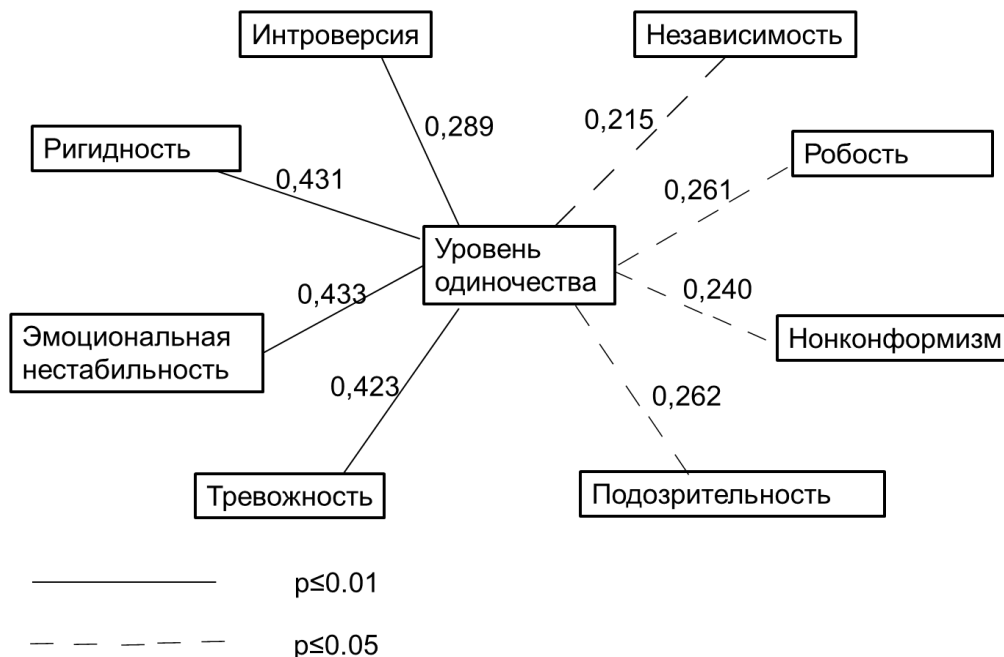 Интроверсия
Независимость
0,289
0,215
Ригидность
Робость
0,431
0,261
Уровень
одиночества
0,433
0,240
Эмоциональная
нестабильность
Нонконформизм
0,423
0,262
Тревожность
Подозрительность
p≤0.01
p≤0.05